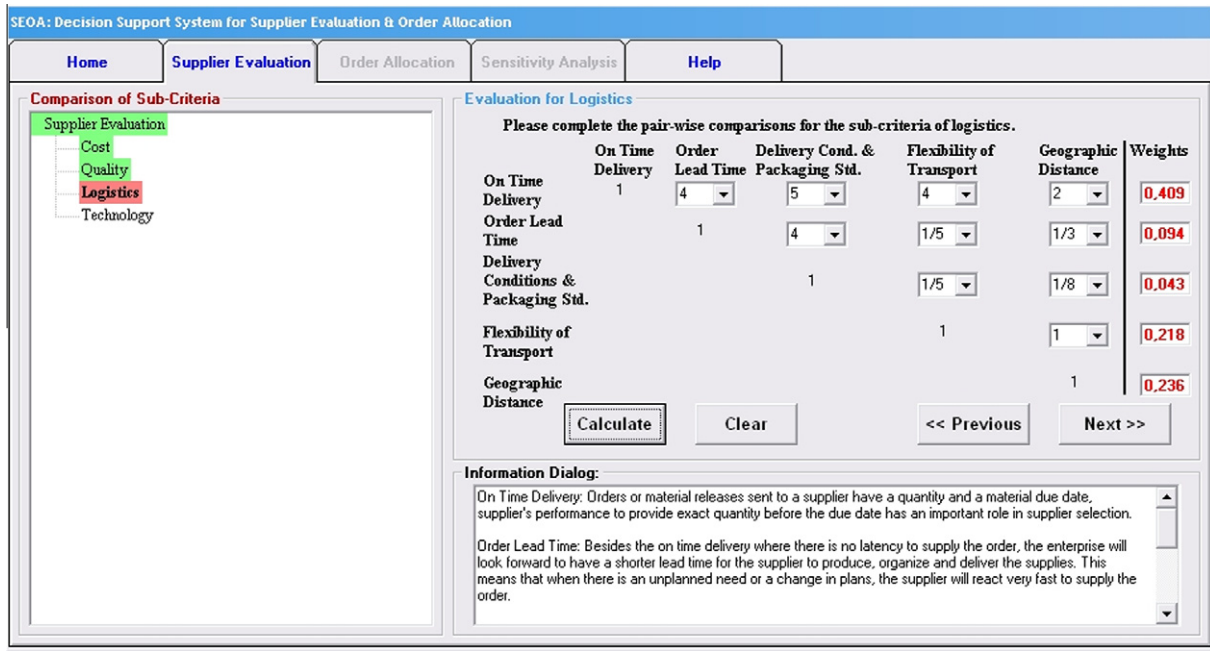 SEOA: Decision Support System for Supplier Evaluation & Order Allocation
Home Supplier Evaluation Order Allocation Sensitivity Analysis Help
Comparison of Sub-Criteria
Supplier Evaluation
Cost
Quality
Logistics
Technology
Evaluation for Logistics
Please complete the pair-wise comparisons for the sub-criteria of logistics.
On Time Order Delivery Cond. & Flexibility of Geographic Weights
Delivery Lead Time Packaging Std. Transport Distance
On Time
Delivery 1 4 5 4 2 0,409
Order Lead
Time 1 4 1/5 1/3 0,094
Delivery
Conditions & 1 1/5 1/8 0,043
Packaging Std.
Flexibility of 1 1 0,218
Transport
Geographic 1 0,236
Distance
Calculate Clear << Previous Next >>
Information Dialog:
On Time Delivery: Orders or material releases sent to a supplier have a quantity and a material due date,
supplier's performance to provide exact quantity before the due date has an important role in supplier selection.
Order Lead Time: Besides the on time delivery where there is no latency to supply the order, the enterprise will
look forward to have a shorter lead time for the supplier to produce, organize and deliver the supplies. This
means that when there is an unplanned need or a change in plans, the supplier will react very fast to supply the
order.